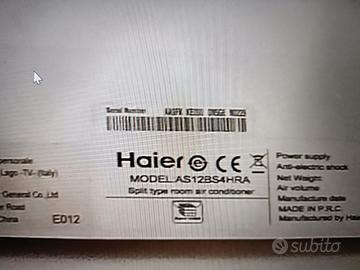 Serial Number
Haier
MODEL.AS12BS4HRA
Split type room air conditioner
personale
Lago -TV- (Italy)
General Co.,Ltd
Road
China
E012
Power supply
Anti-electric shock
Net Weight
Air volume
Manufacture date
MADE IN P.R.C.
Manufactured by Ha
subito